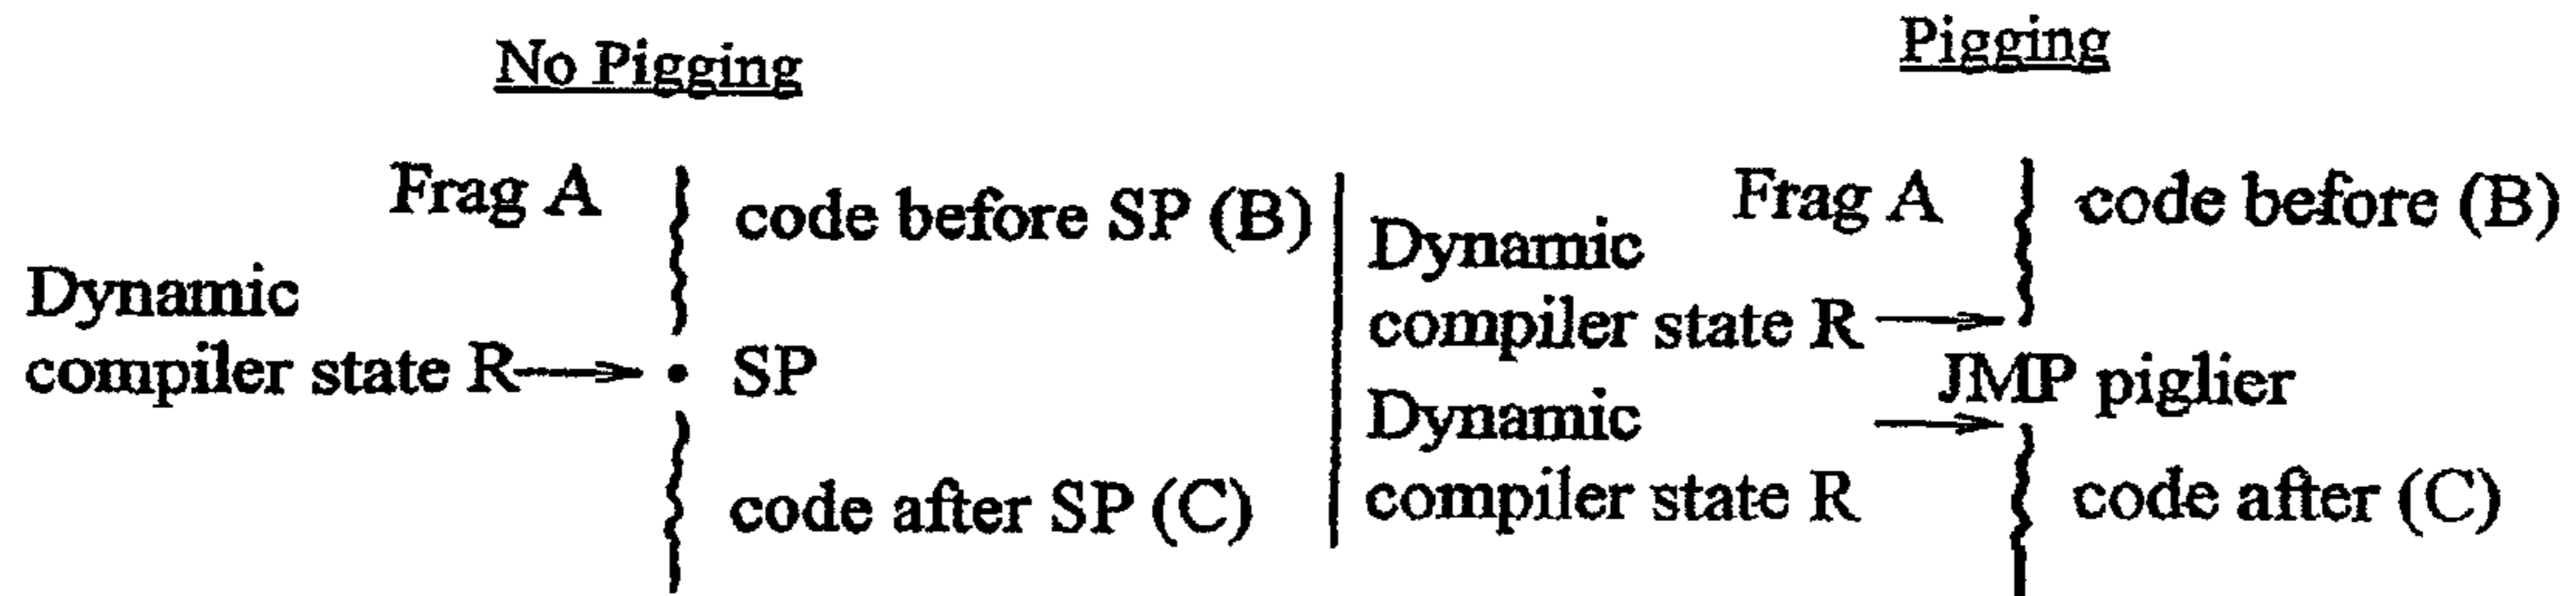 No Pigging
Frag A
code before SP (B)
Dynamic
compiler state R
SP
code after SP (C)
Pigging
Frag A
code before (B)
Dynamic
compiler state R
JMP piglier
Dynamic
compiler state R
code after (C)